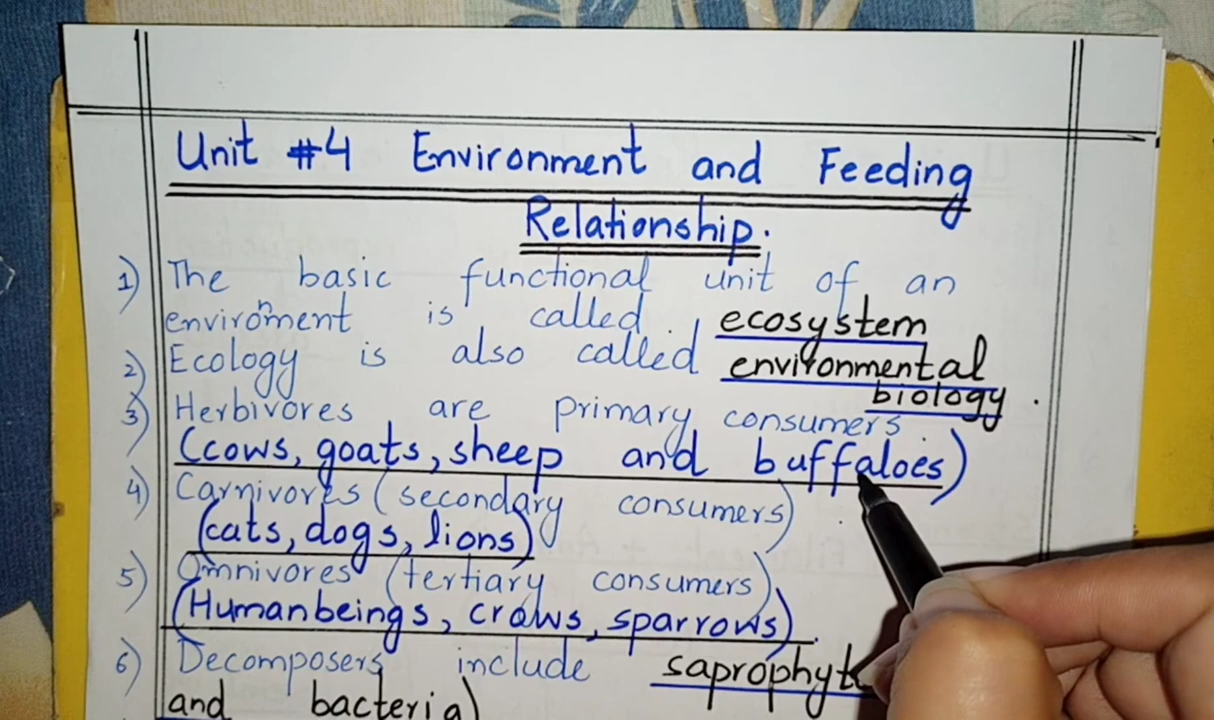 Unit #4 Environment and Feeding
Relationship.
1) The basic functional unit of an
environment is called ecosystem
2) Ecology is also called environmental
biology.
3) Herbivores are primary consumers
(cows, goats, sheep and buffaloes)
4) Carnivores (secondary consumers)
(cats, dogs, lions)
5) Omnivores (tertiary consumers)
(Humanbeings, crows, sparrows).
6) Decomposers include
and bacteria)